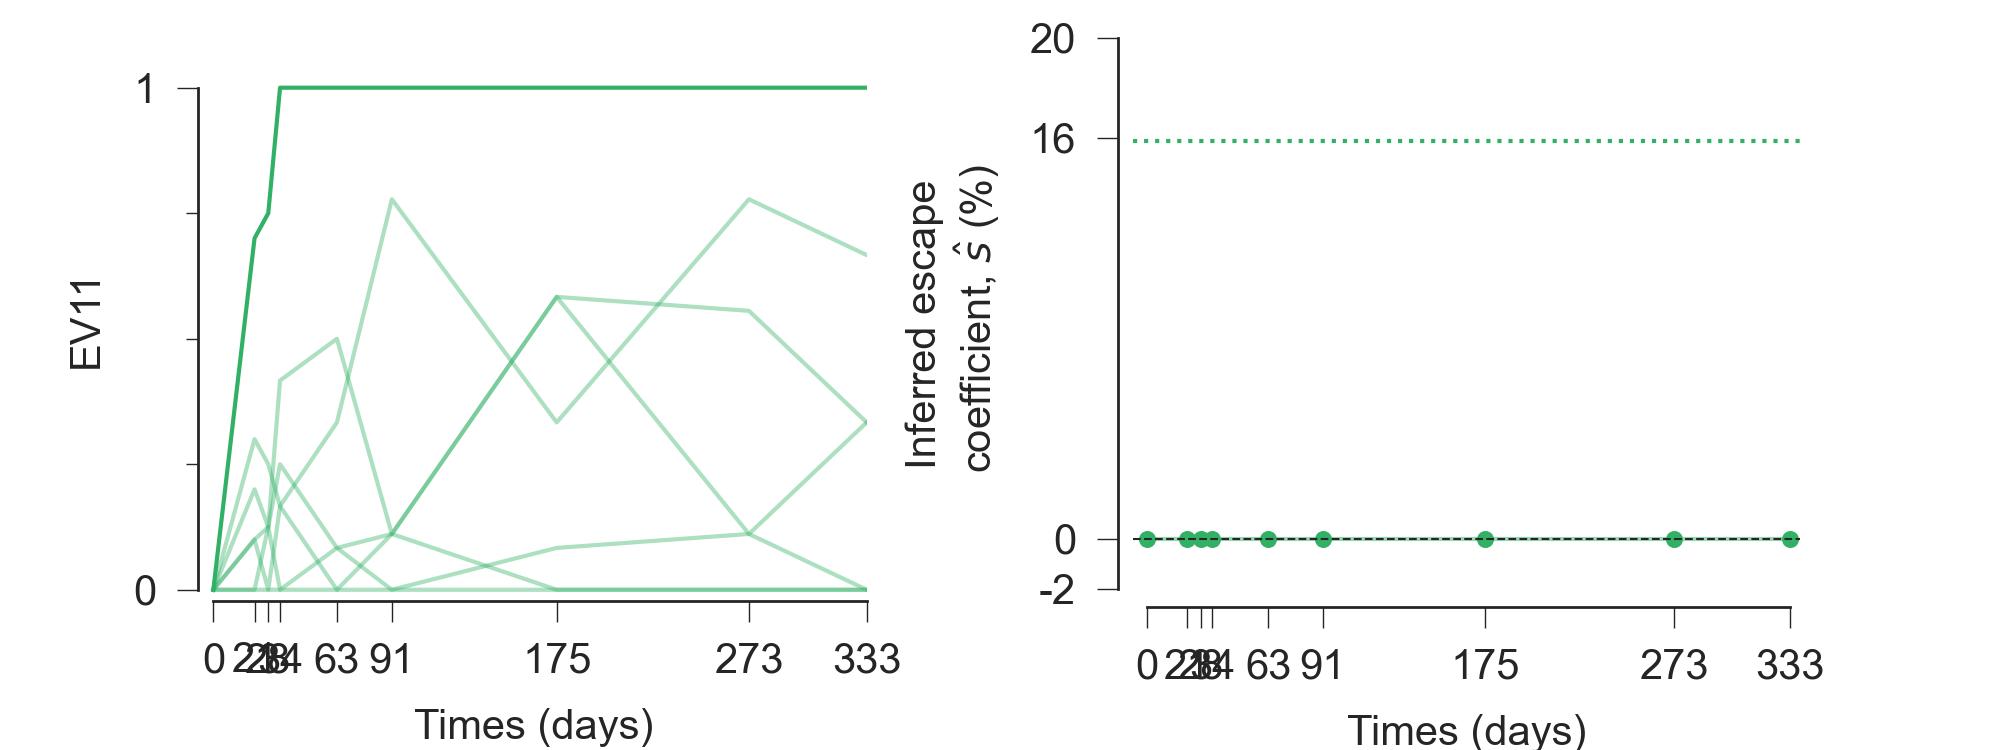 1
EV11
0
0 63 91 175 273 333
Times (days)
20
16
0
-2
Inferred escape
coefficient, ŝ (%)
0 63 91 175 273 333
Times (days)